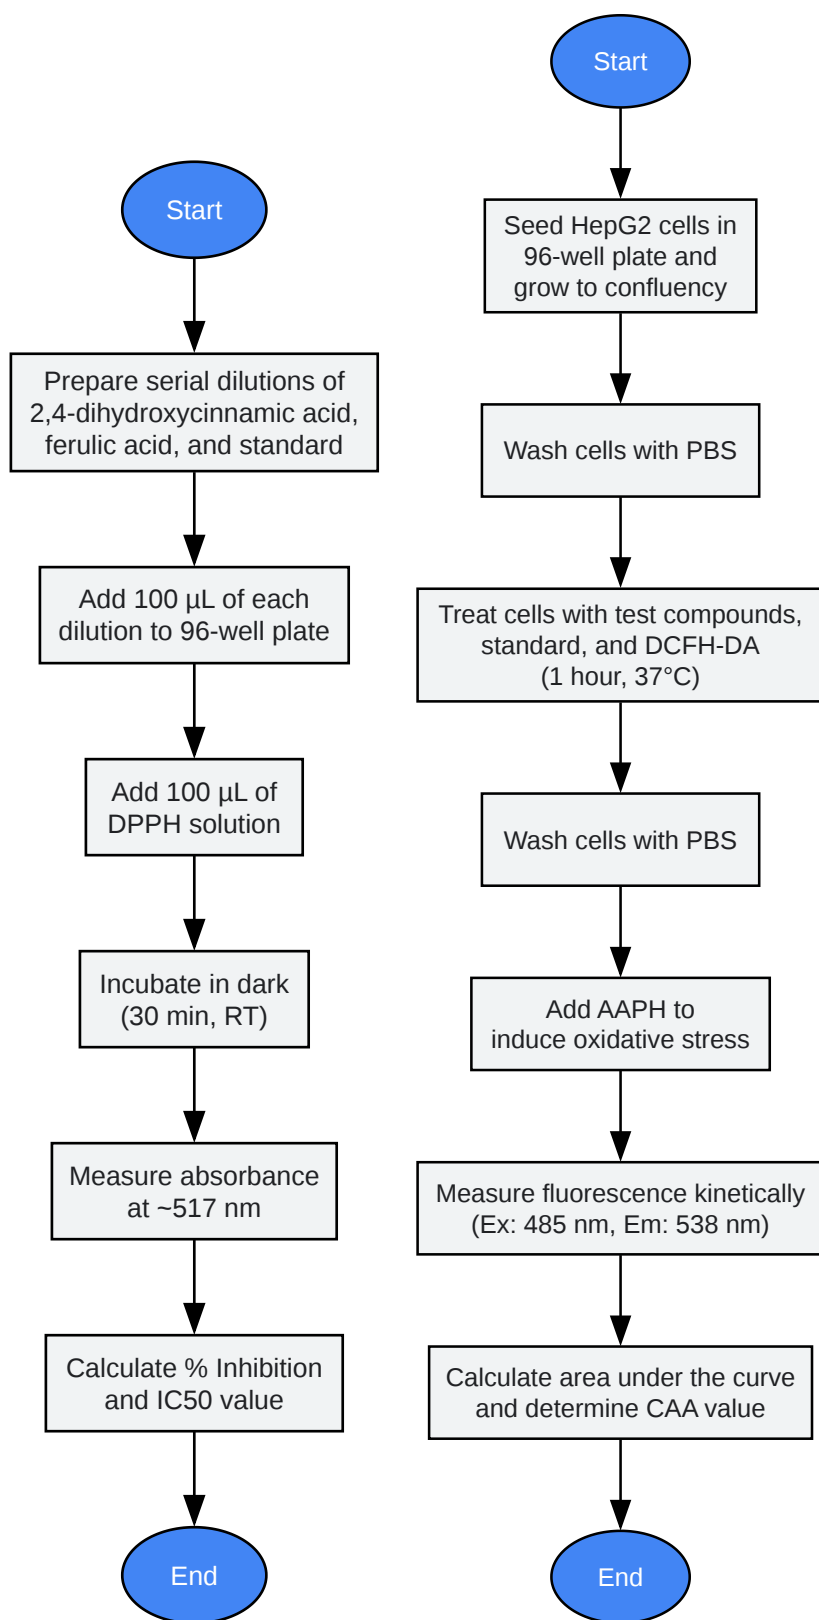 Start
Prepare serial dilutions of
2,4-dihydroxycinnamic acid,
ferulic acid, and standard
Add 100 µL of each
dilution to 96-well plate
Add 100 µL of
DPPH solution
Incubate in dark
(30 min, RT)
Measure absorbance
at ~517 nm
Calculate % Inhibition
and IC50 value
End
Start
Seed HepG2 cells in
96-well plate and
grow to confluency
Wash cells with PBS
Treat cells with test compounds,
standard, and DCFH-DA
(1 hour, 37°C)
Wash cells with PBS
Add AAPH to
induce oxidative stress
Measure fluorescence kinetically
(Ex: 485 nm, Em: 538 nm)
Calculate area under the curve
and determine CAA value
End